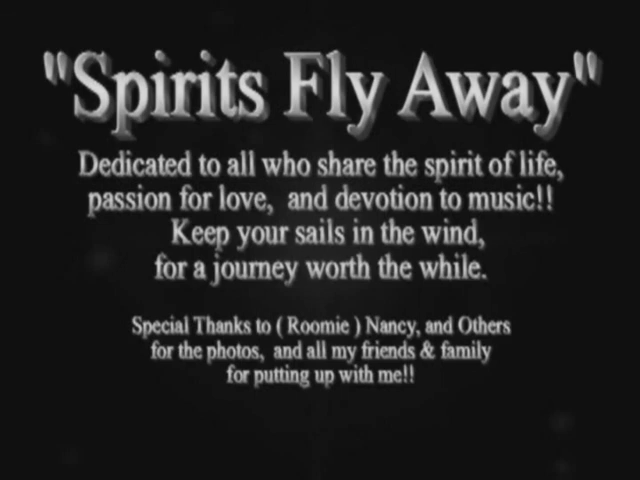 "Spirits Fly Away"
Dedicated to all who share the spirit of life,
passion for love, and devotion to music!!
Keep your sails in the wind,
for a journey worth the while.
Special Thanks to ( Roomie ) Nancy, and Others
for the photos, and all my friends & family
for putting up with me!!